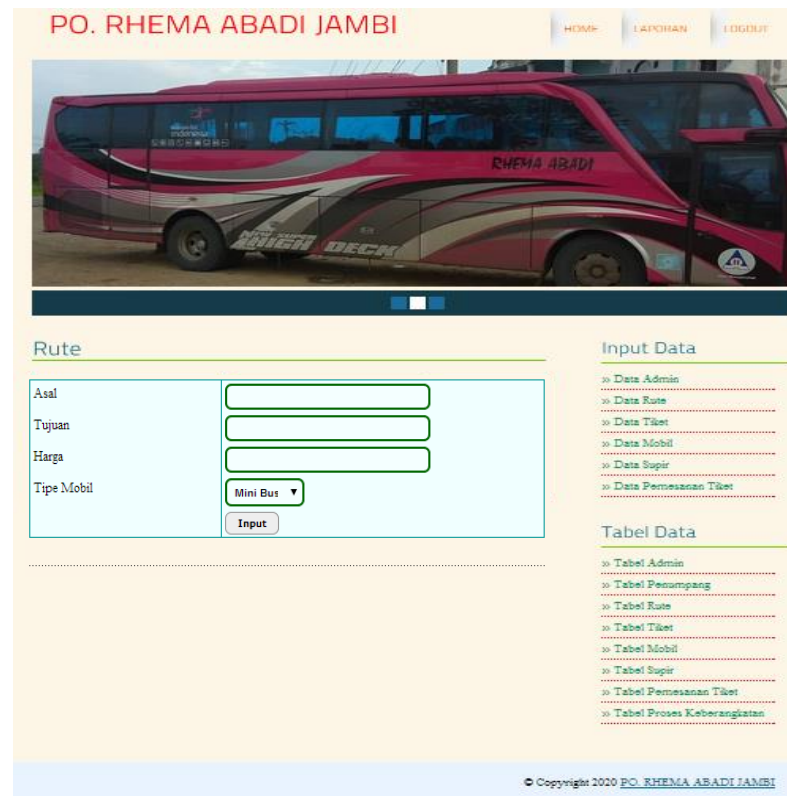 PO. RHEMA ABADI JAMBI
HOME LAPORAN LOGOUT
indonesia
RHEMA ABADI
NEW SUPER
HIGH DECK
Rute
Asal
Tujuan
Harga
Tipe Mobil
Mini Bus
Input
Input Data
» Data Admin
» Data Rute
» Data Tiket
» Data Mobil
» Data Supir
» Data Pemesanan Tiket
Tabel Data
» Tabel Admin
» Tabel Penumpang
» Tabel Rute
» Tabel Tiket
» Tabel Mobil
» Tabel Supir
» Tabel Pemesanan Tiket
» Tabel Proses Keberangkatan
© Copyright 2020 PO. RHEMA ABADI JAMBI